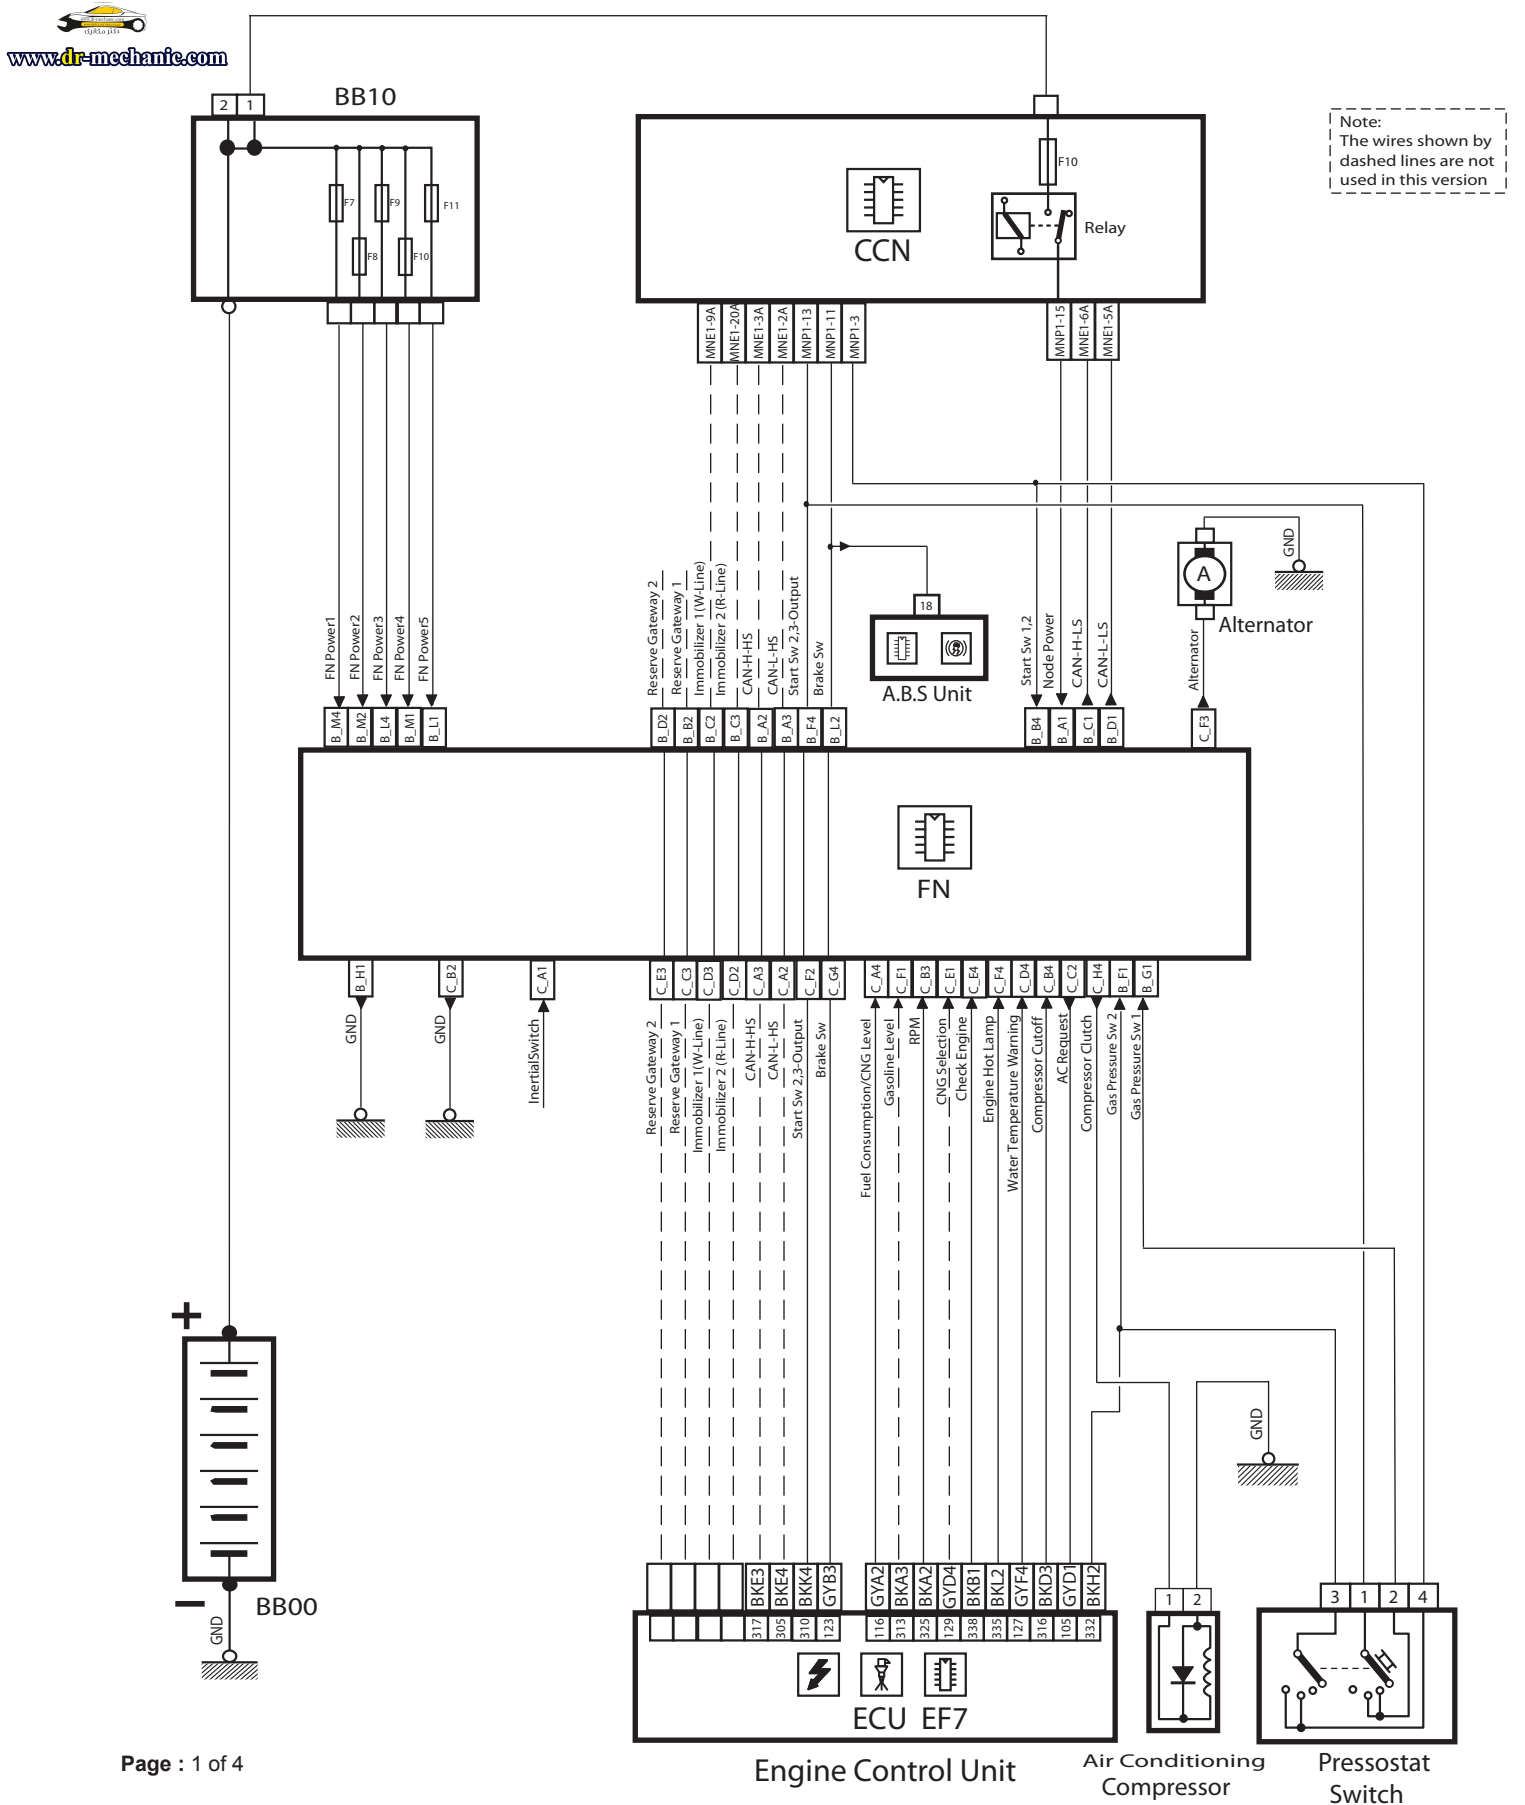 www.dr-mechanic.com
دکتر مکانیک
2 1
BB10
F7 F9 F11
F8 F10
CCN
F10
Relay
Note:
The wires shown by
dashed lines are not
used in this version
MNE1-9A
MNE1-20A
MNE1-3A
MNE1-2A
MNP1-13
MNP1-11
MNP1-3
MNP1-15
MNE1-6A
MNE1-5A
FN Power1
FN Power2
FN Power3
FN Power4
FN Power5
Reserve Gateway 2
Reserve Gateway 1
Immobilizer 1 (W-Line)
Immobilizer 2 (R-Line)
CAN-H-HS
CAN-L-HS
Start Sw 2,3-Output
Brake Sw
18
A.B.S Unit
Start Sw 1,2
Node Power
CAN-H-LS
CAN-L-LS
A
Alternator
GND
Alternator
B_M4
B_M2
B_L4
B_M1
B_L1
B_D2
B_B2
B_C2
B_C3
B_A2
B_A3
B_F4
B_L2
B_B4
B_A1
B_C1
B_D1
C_F3
FN
B_H1
C_B2
C_A1
C_E3
C_C3
C_D3
C_D2
C_A3
C_A2
C_F2
C_G4
C_A4
C_F1
C_B3
C_E1
C_E4
C_F4
C_D4
C_B4
C_C2
C_H4
B_F1
B_G1
GND
GND
InertialSwitch
Reserve Gateway 2
Reserve Gateway 1
Immobilizer 1(W-Line)
Immobilizer 2 (R-Line)
CAN-H-HS
CAN-L-HS
Start Sw 2,3-Output
Brake Sw
Fuel Consumption/CNG Level
Gasoline Level
RPM
CNG Selection
Check Engine
Engine Hot Lamp
Water Temperature Warning
Compressor Cutoff
AC Request
Compressor Clutch
Gas Pressure Sw 2
Gas Pressure Sw 1
+
−
BB00
GND
GND
BKE3
BKE4
BKK4
GYB3
GYA2
BKA3
BKA2
GYD4
BKB1
BKL2
GYF4
BKD3
GYD1
BKH2
317
305
310
123
116
313
325
129
338
335
127
316
105
332
ECU EF7
Engine Control Unit
1 2
Air Conditioning
Compressor
3 1 2 4
Pressostat
Switch
Page : 1 of 4